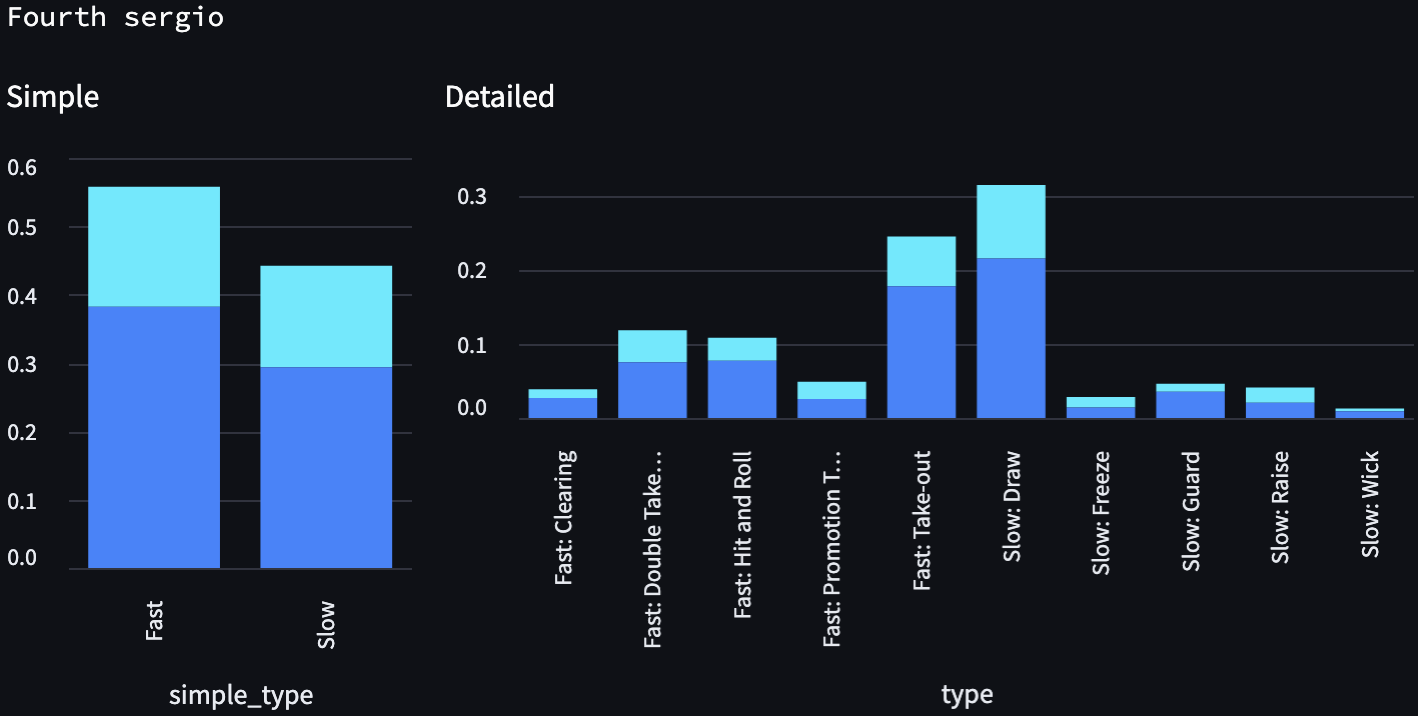 Fourth sergio
Simple
0.6
0.5
0.4
0.3
0.2
0.1
0.0
Fast
Slow
simple_type
Detailed
0.3
0.2
0.1
0.0
Fast: Clearing
Fast: Double Take…
Fast: Hit and Roll
Fast: Promotion T…
Fast: Take-out
Slow: Draw
Slow: Freeze
Slow: Guard
Slow: Raise
Slow: Wick
type